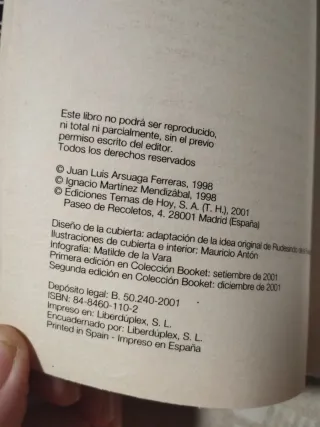 Este libro no podrá ser reproducido,
ni total ni parcialmente, sin el previo
permiso escrito del editor.
Todos los derechos reservados
© Juan Luis Arsuaga Ferreras, 1998
© Ignacio Martínez Mendizábal, 1998
© Ediciones Temas de Hoy, S. A. (T. H.), 2001
Paseo de Recoletos, 4. 28001 Madrid (España)
Diseño de la cubierta: adaptación de la idea original de Rudesindo
Ilustraciones de cubierta e interior: Mauricio Antón
Infografía: Matilde de la Vara
Primera edición en Colección Booket: setiembre de 2001
Segunda edición en Colección Booket: diciembre de 2001
Depósito legal: B. 50.240-2001
ISBN: 84-8460-110-2
Impreso en: Liberdúplex, S. L.
Encuadernado por: Liberdúplex, S. L.
Printed in Spain - Impreso en España